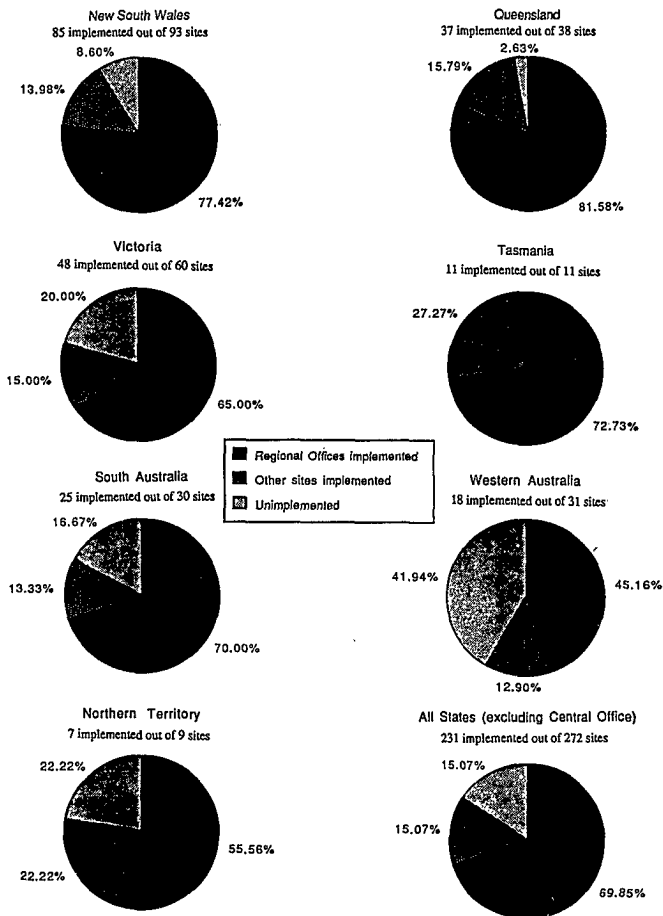 New South Wales
85 implemented out of 93 sites
8.60%
13.98%
77.42%
Queensland
37 implemented out of 38 sites
2.63%
15.79%
81.58%
Victoria
48 implemented out of 60 sites
20.00%
15.00%
65.00%
Tasmania
11 implemented out of 11 sites
27.27%
72.73%
Regional Offices implemented
Other sites implemented
Unimplemented
South Australia
25 implemented out of 30 sites
16.67%
13.33%
70.00%
Western Australia
18 implemented out of 31 sites
41.94%
45.16%
12.90%
Northern Territory
7 implemented out of 9 sites
22.22%
55.56%
22.22%
All States (excluding Central Office)
231 implemented out of 272 sites
15.07%
15.07%
69.85%